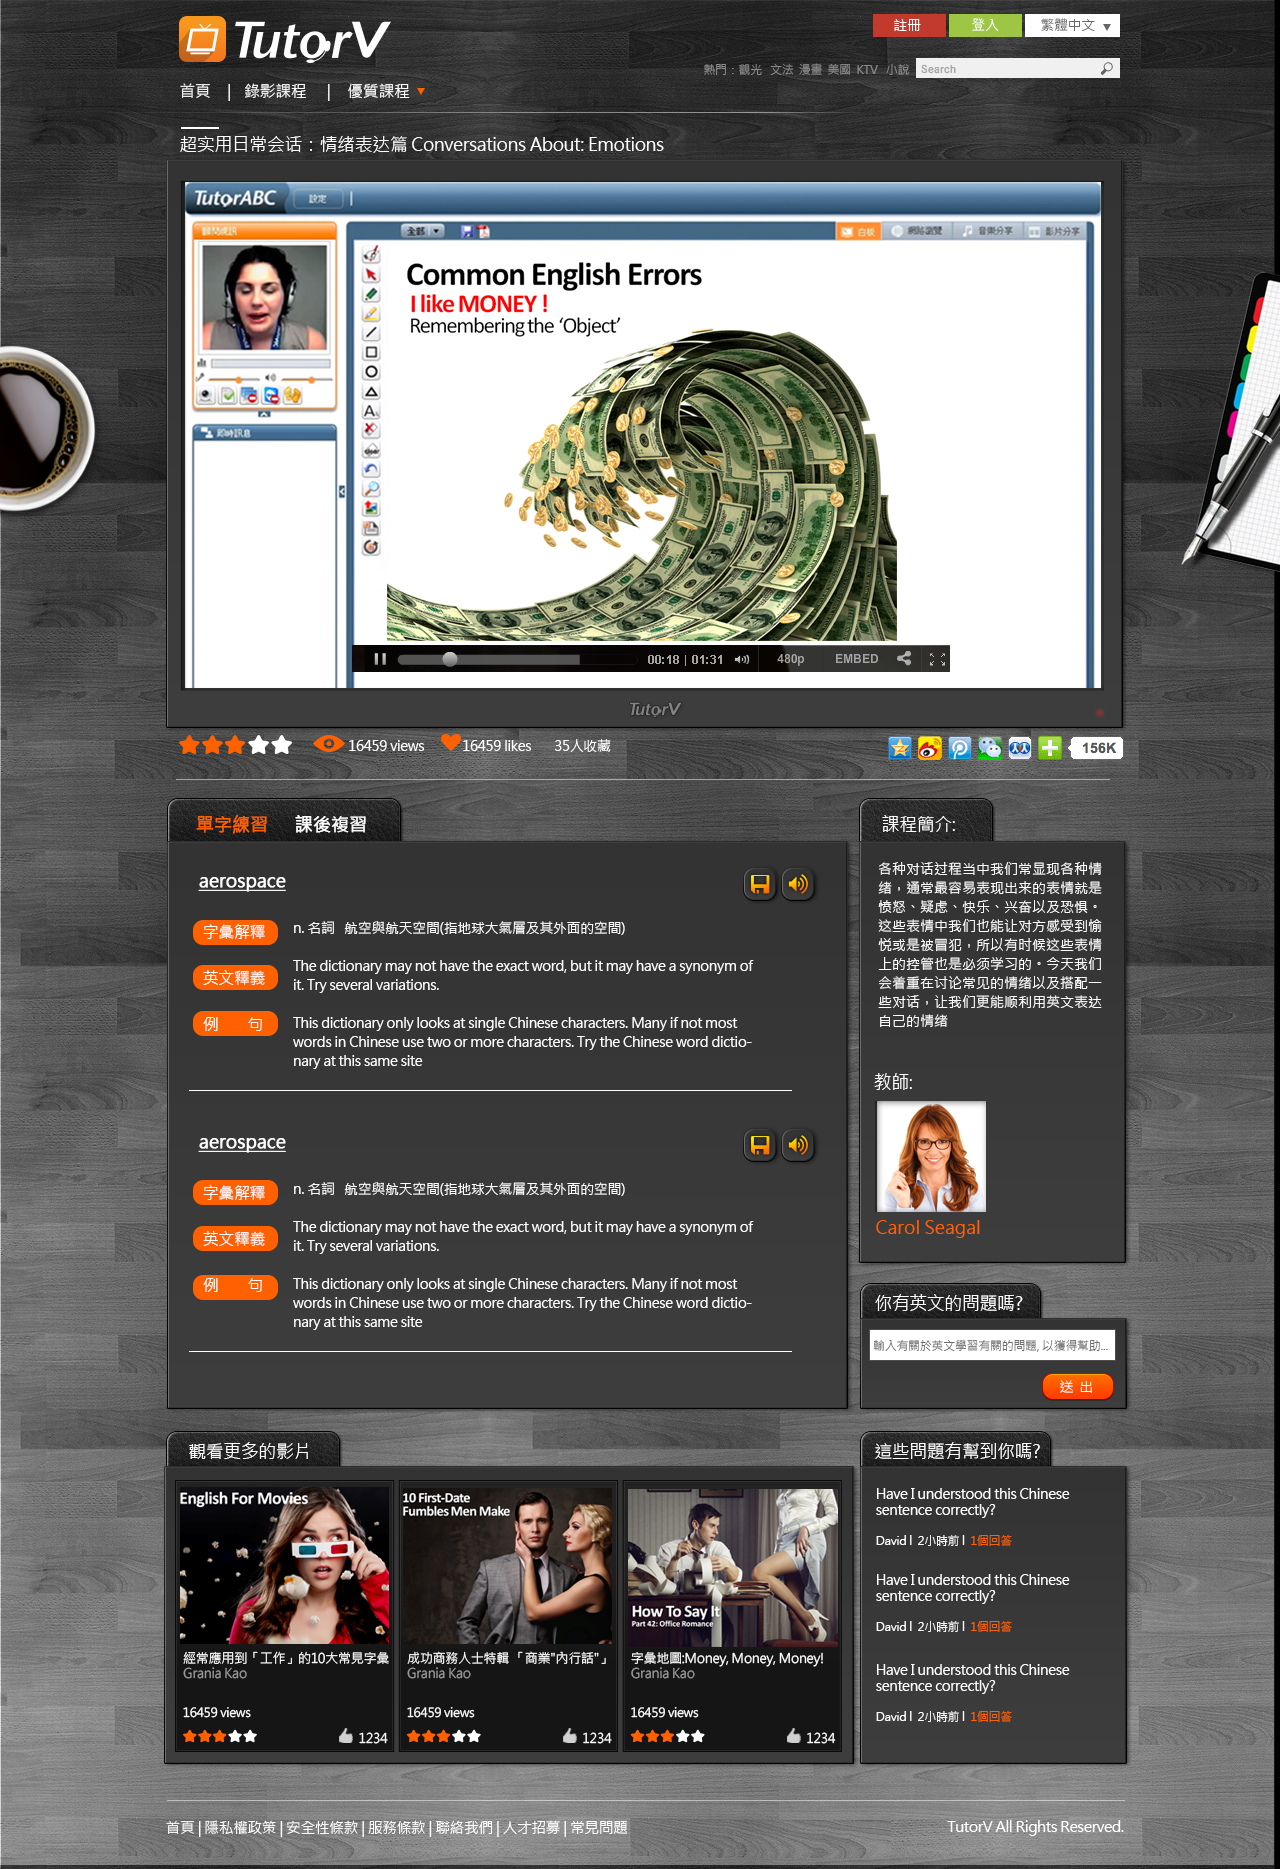 TutorV
註冊
登入
繁體中文
熱門：觀光 文法 漫畫 美國 KTV 小說
Search
首頁 | 錄影課程 | 優質課程
超实用日常会话：情绪表达篇 Conversations About: Emotions
TutorABC
設定
顧問視訊
全部
白板
網路瀏覽
音樂分享
影片分享
Common English Errors
I like MONEY !
Remembering the ‘Object’
即時訊息
00:18 | 01:31
480p
EMBED
TutorV
16459 views
16459 likes
35人收藏
156K
單字練習
課後複習
aerospace
字彙解釋
n. 名詞 航空與航天空間(指地球大氣層及其外面的空間)
英文釋義
The dictionary may not have the exact word, but it may have a synonym of
it. Try several variations.
例 句
This dictionary only looks at single Chinese characters. Many if not most
words in Chinese use two or more characters. Try the Chinese word dictio-
nary at this same site
aerospace
字彙解釋
n. 名詞 航空與航天空間(指地球大氣層及其外面的空間)
英文釋義
The dictionary may not have the exact word, but it may have a synonym of
it. Try several variations.
例 句
This dictionary only looks at single Chinese characters. Many if not most
words in Chinese use two or more characters. Try the Chinese word dictio-
nary at this same site
課程簡介:
各种对话过程当中我们常显现各种情
绪，通常最容易表现出来的表情就是
愤怒、疑虑、快乐、兴奋以及恐惧。
这些表情中我们也能让对方感受到愉
悦或是被冒犯，所以有时候这些表情
上的控管也是必须学习的。今天我们
会着重在讨论常见的情绪以及搭配一
些对话，让我们更能顺利用英文表达
自己的情绪
教師:
Carol Seagal
你有英文的問題嗎?
輸入有關於英文學習有關的問題, 以獲得幫助...
送 出
觀看更多的影片
English For Movies
經常應用到「工作」的10大常見字彙
Grania Kao
16459 views
1234
10 First-Date
Fumbles Men Make
成功商務人士特輯「商業"內行話"」
Grania Kao
16459 views
1234
How To Say It
Part 42: Office Romance
字彙地圖:Money, Money, Money!
Grania Kao
16459 views
1234
這些問題有幫到你嗎?
Have I understood this Chinese
sentence correctly?
David | 2小時前 | 1個回答
Have I understood this Chinese
sentence correctly?
David | 2小時前 | 1個回答
Have I understood this Chinese
sentence correctly?
David | 2小時前 | 1個回答
首頁 | 隱私權政策 | 安全性條款 | 服務條款 | 聯絡我們 | 人才招募 | 常見問題
TutorV All Rights Reserved.